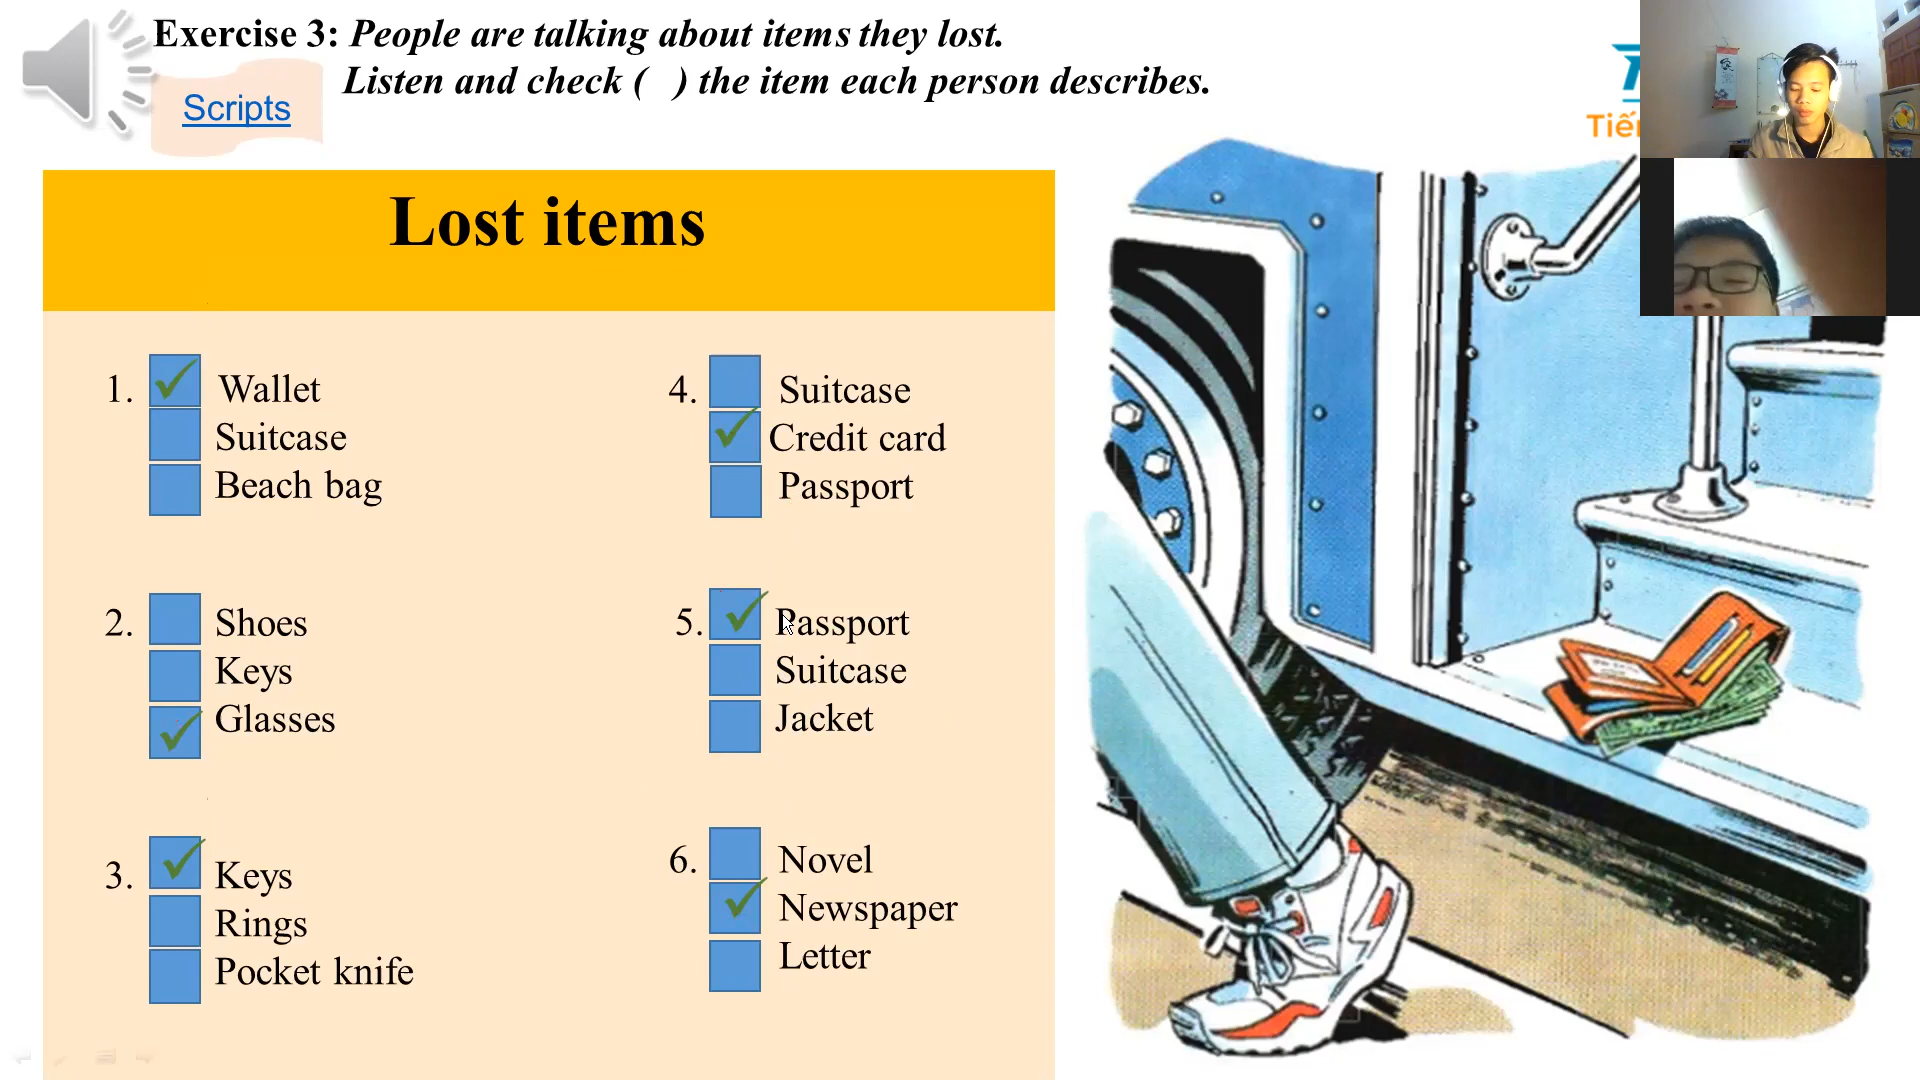 Exercise 3: People are talking about items they lost.
Listen and check (   ) the item each person describes.
Scripts
Lost items
1. Wallet
Suitcase
Beach bag
2. Shoes
Keys
Glasses
3. Keys
Rings
Pocket knife
4. Suitcase
Credit card
Passport
5. Passport
Suitcase
Jacket
6. Novel
Newspaper
Letter